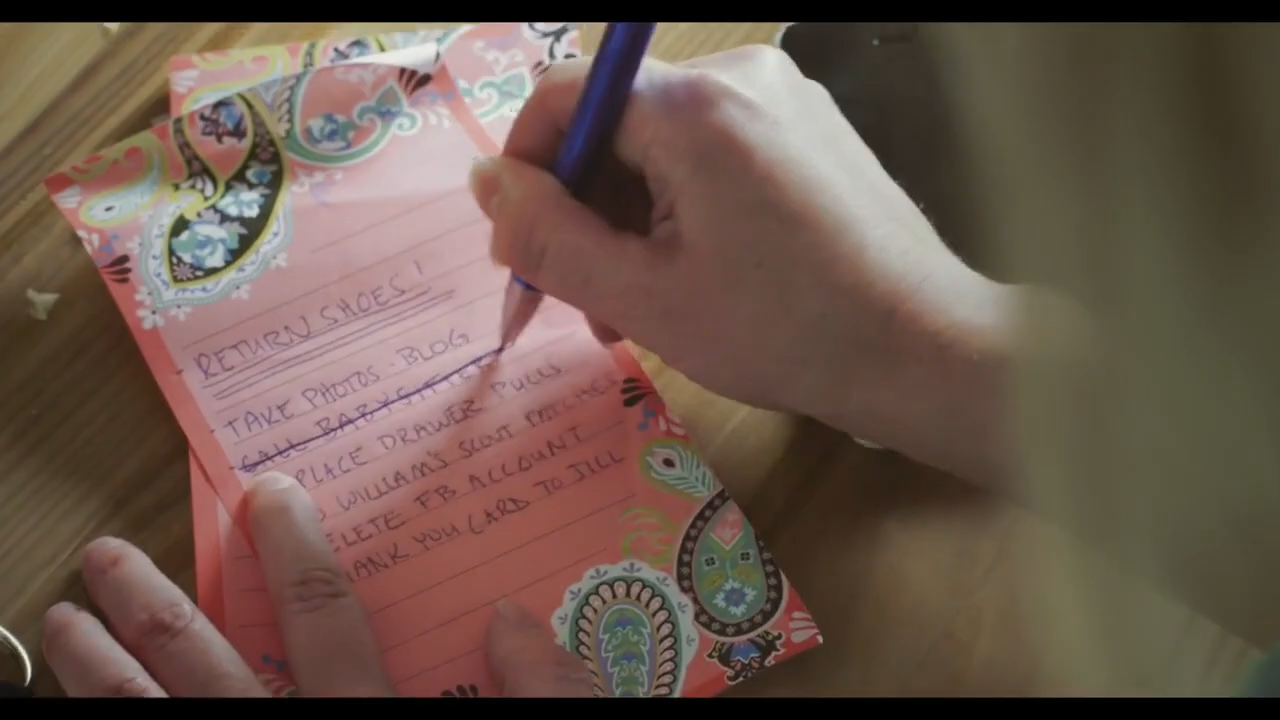 RETURN SHOES!
TAKE PHOTOS - BLOG
CALL BABYSITTER
PLACE DRAWER PULLS
WILLIAM'S SCOUT PATCHES
ELETE FB ACCOUNT
HANK YOU CARD TO JILL